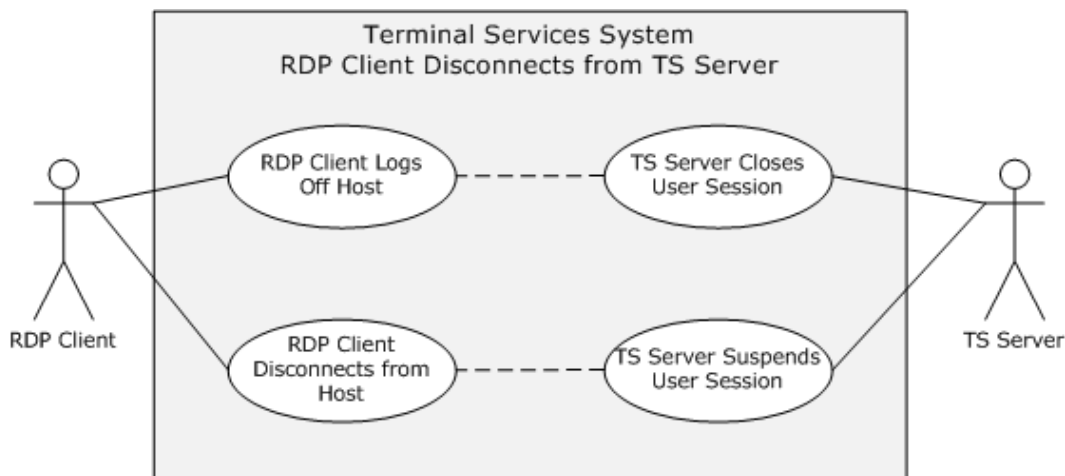 Terminal Services System
RDP Client Disconnects from TS Server
RDP Client Logs
Off Host
TS Server Closes
User Session
RDP Client
TS Server
RDP Client
Disconnects from
Host
TS Server Suspends
User Session